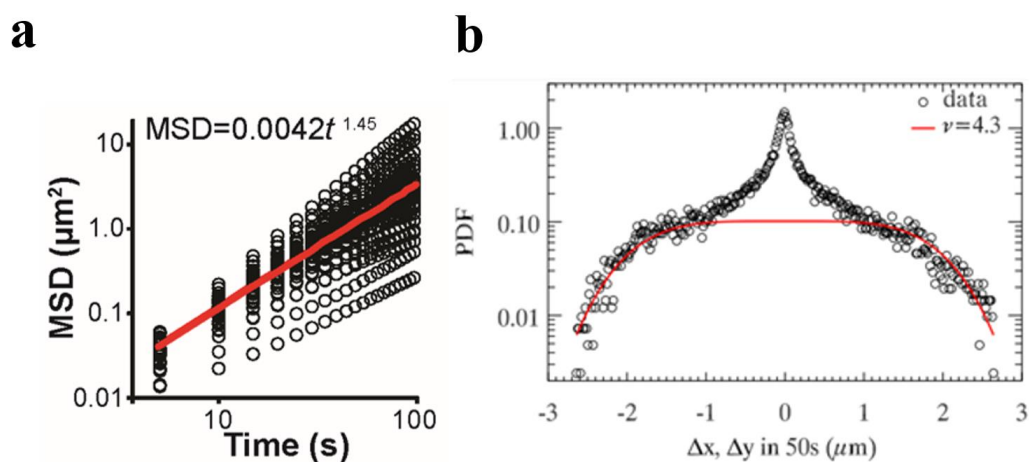 a
MSD=0.0042t 1.45
MSD (µm²)
10
1.0
0.1
0.01
10
100
Time (s)
b
data
ν=4.3
PDF
1.00
0.10
0.01
-3
-2
-1
0
1
2
3
Δx, Δy in 50s (µm)